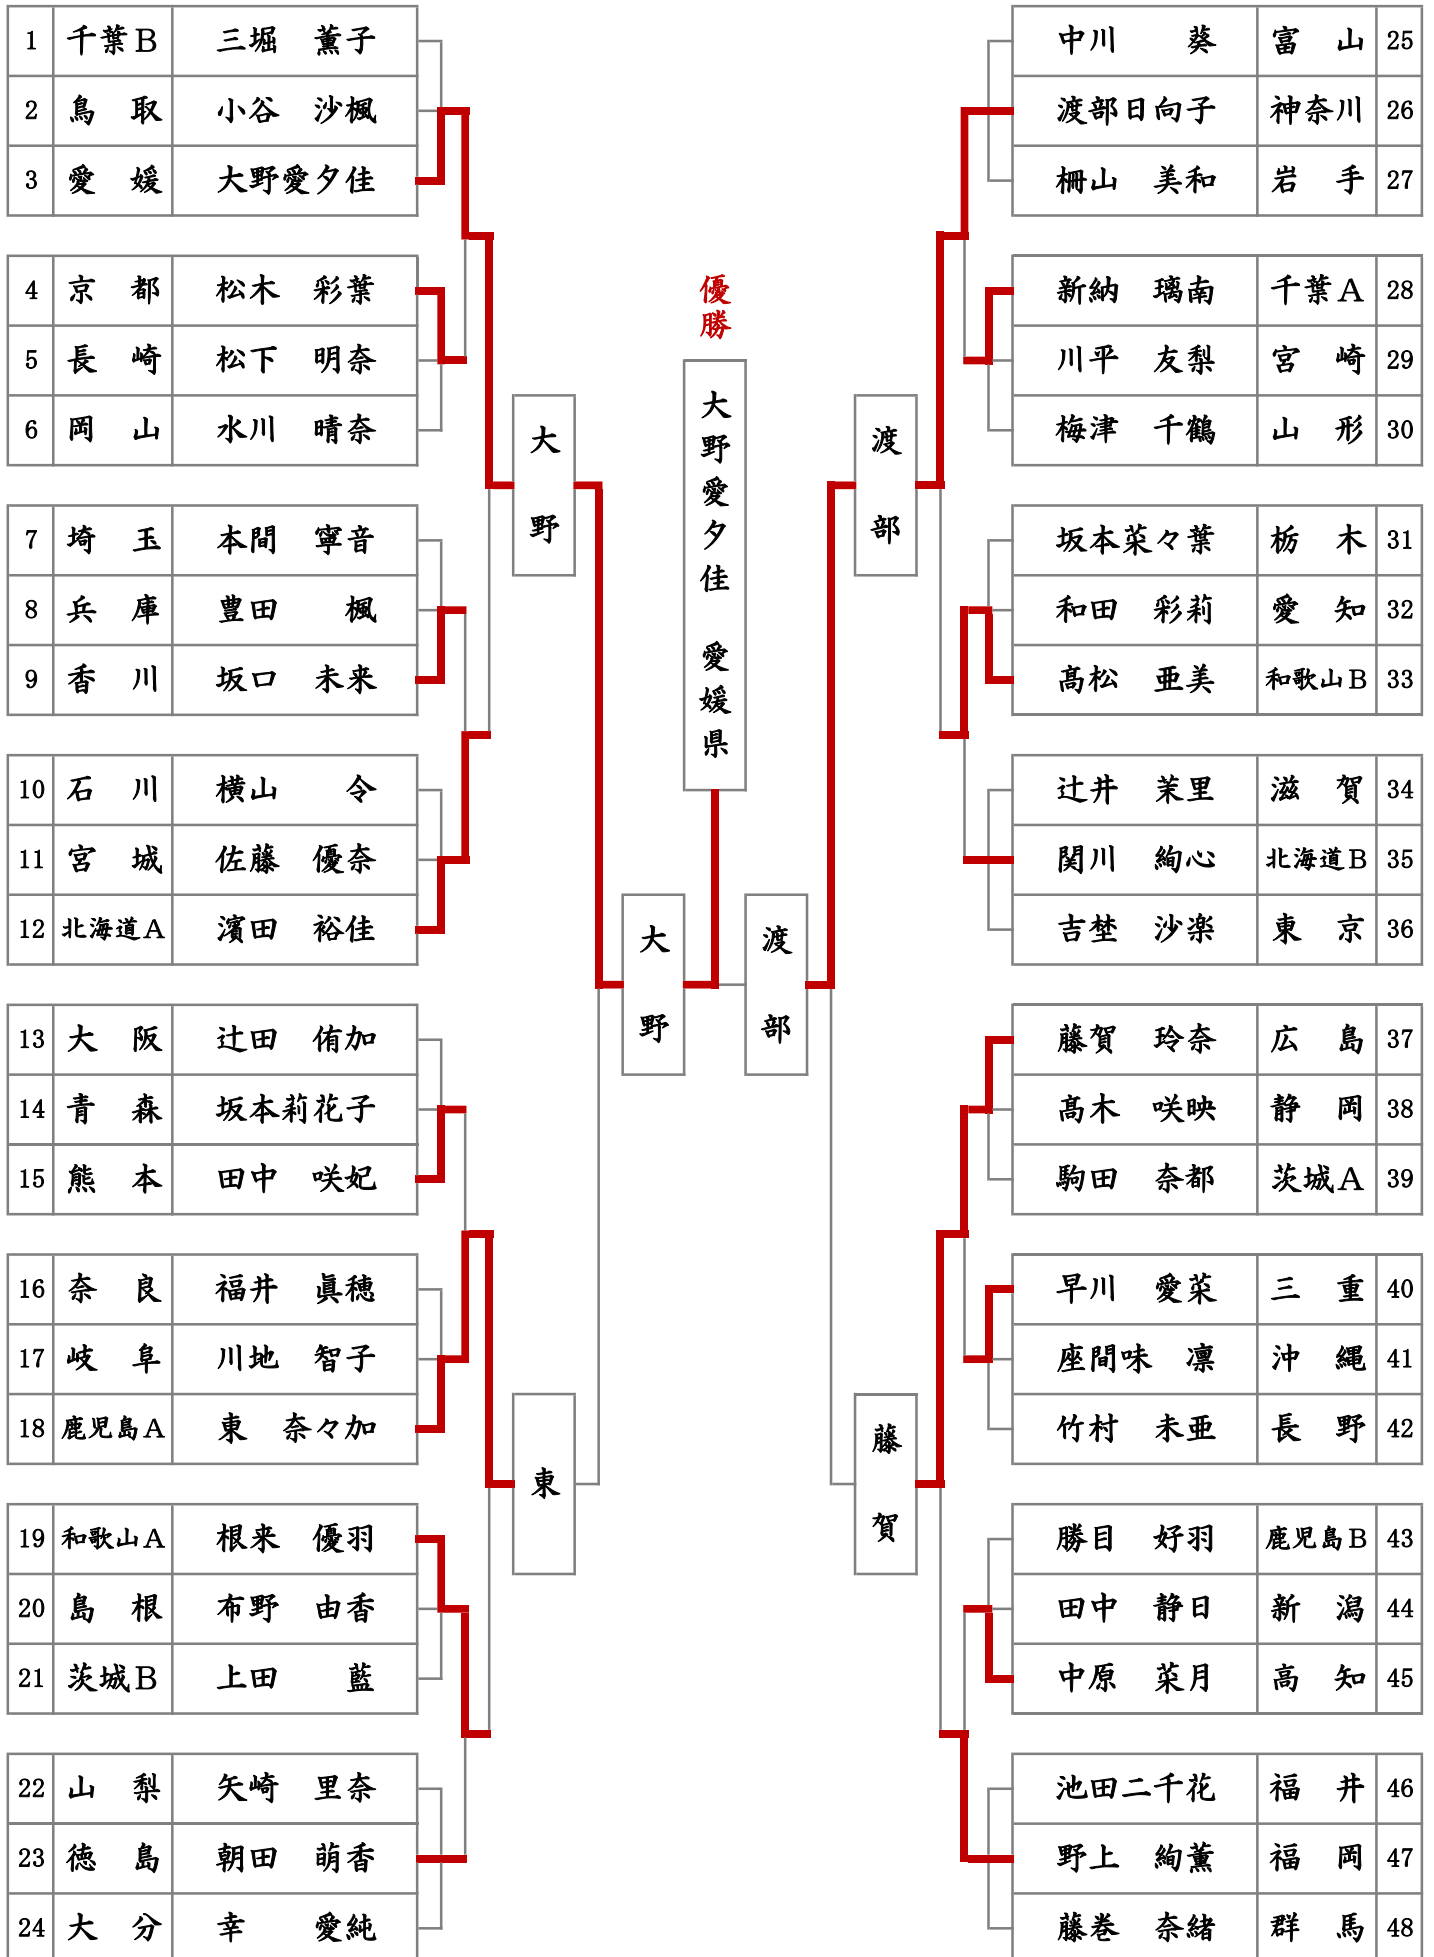 1 千葉B 三堀 薫子
2 鳥取 小谷 沙楓
3 愛媛 大野愛夕佳
4 京都 松木 彩葉
5 長崎 松下 明奈
6 岡山 水川 晴奈
7 埼玉 本間 寧音
8 兵庫 豊田 楓
9 香川 坂口 未来
10 石川 横山 令
11 宮城 佐藤 優奈
12 北海道A 濱田 裕佳
13 大阪 辻田 侑加
14 青森 坂本莉花子
15 熊本 田中 咲妃
16 奈良 福井 眞穂
17 岐阜 川地 智子
18 鹿児島A 東 奈々加
19 和歌山A 根来 優羽
20 島根 布野 由香
21 茨城B 上田 藍
22 山梨 矢崎 里奈
23 徳島 朝田 萌香
24 大分 幸 愛純
大野
東
大野
優勝
大野愛夕佳 愛媛県
渡部
渡部
藤賀
中川 葵 富山 25
渡部日向子 神奈川 26
柵山 美和 岩手 27
新納 璃南 千葉A 28
川平 友梨 宮崎 29
梅津 千鶴 山形 30
坂本菜々葉 栃木 31
和田 彩莉 愛知 32
髙松 亜美 和歌山B 33
辻井 茉里 滋賀 34
関川 絢心 北海道B 35
吉埜 沙楽 東京 36
藤賀 玲奈 広島 37
髙木 咲映 静岡 38
駒田 奈都 茨城A 39
早川 愛菜 三重 40
座間味 凛 沖縄 41
竹村 未亜 長野 42
勝目 好羽 鹿児島B 43
田中 静日 新潟 44
中原 菜月 高知 45
池田二千花 福井 46
野上 絢薫 福岡 47
藤巻 奈緒 群馬 48